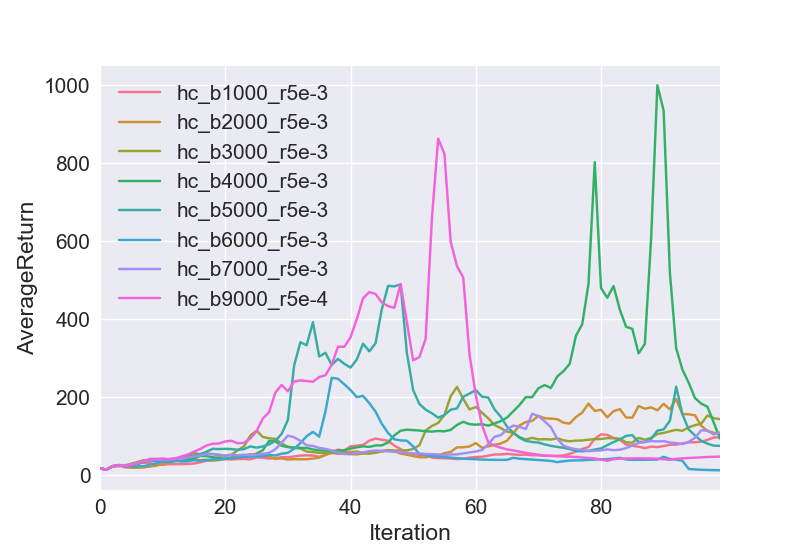 1000
800
600
400
200
0
AverageReturn
hc_b1000_r5e-3
hc_b2000_r5e-3
hc_b3000_r5e-3
hc_b4000_r5e-3
hc_b5000_r5e-3
hc_b6000_r5e-3
hc_b7000_r5e-3
hc_b9000_r5e-4
0 20 40 60 80
Iteration